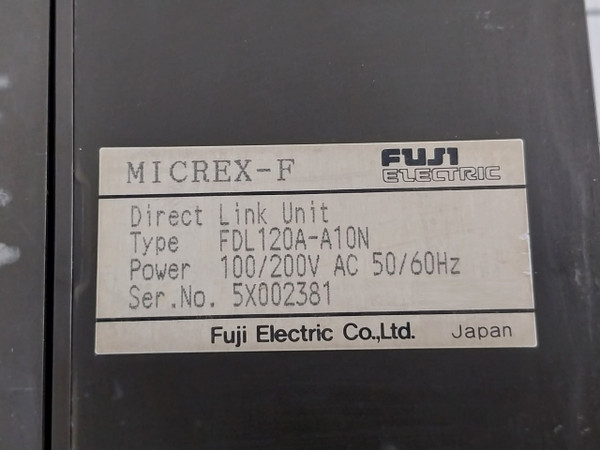 MICREX-F
FUJI ELECTRIC
Direct Link Unit
Type FDL120A-A10N
Power 100/200V AC 50/60Hz
Ser.No. 5X002381
Fuji Electric Co.,Ltd. Japan